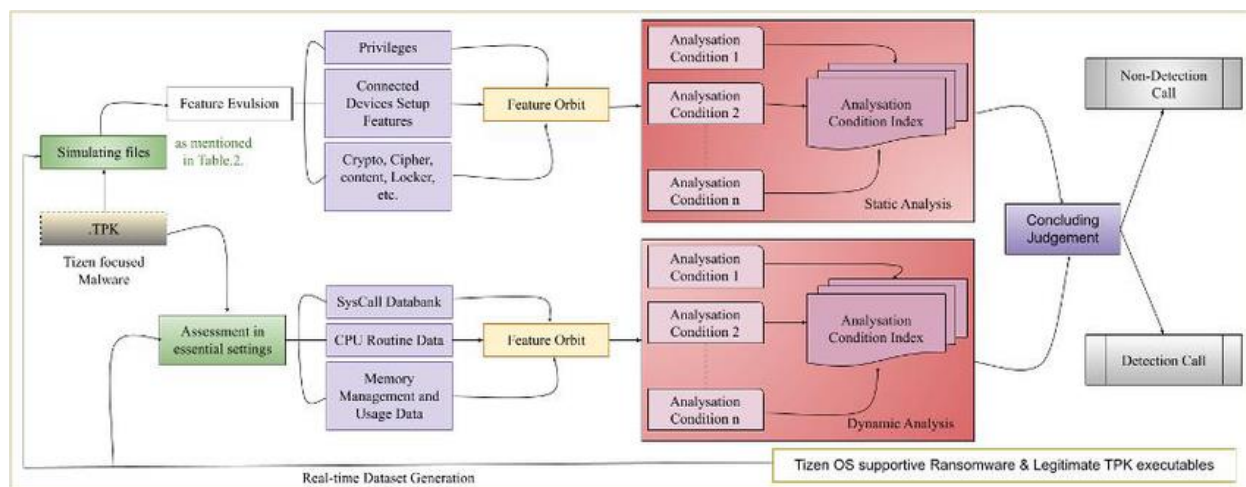 Privileges
Connected
Devices Setup
Features
Crypto, Cipher,
content, Locker,
etc.
Feature Evulsion
as mentioned
in Table.2.
Simulating files
.TPK
Tizen focused
Malware
Feature Orbit
Analysation
Condition 1
Analysation
Condition 2
Analysation
Condition n
Analysation
Condition Index
Static Analysis
Assessment in
essential settings
SysCall Databank
CPU Routine Data
Memory
Management and
Usage Data
Feature Orbit
Analysation
Condition 1
Analysation
Condition 2
Analysation
Condition n
Analysation
Condition Index
Dynamic Analysis
Concluding
Judgement
Non-Detection
Call
Detection Call
Tizen OS supportive Ransomware & Legitimate TPK executables
Real-time Dataset Generation